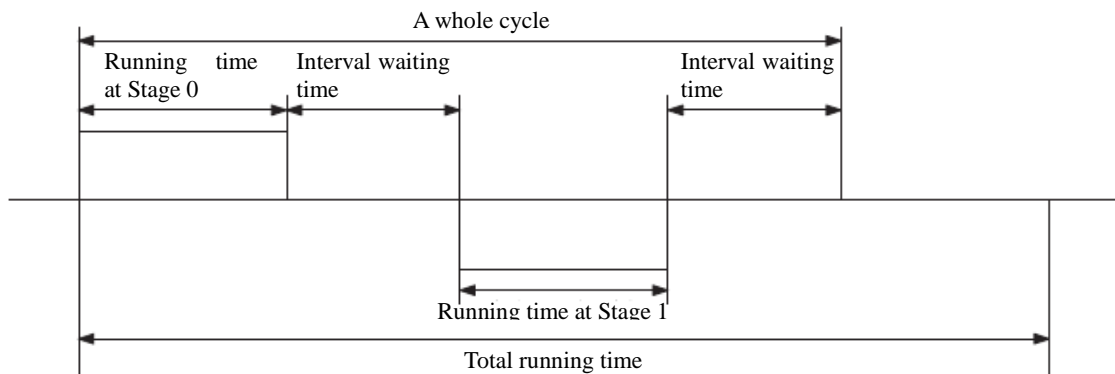 A whole cycle
Running time
at Stage 0
Interval waiting
time
Interval waiting
time
Running time at Stage 1
Total running time